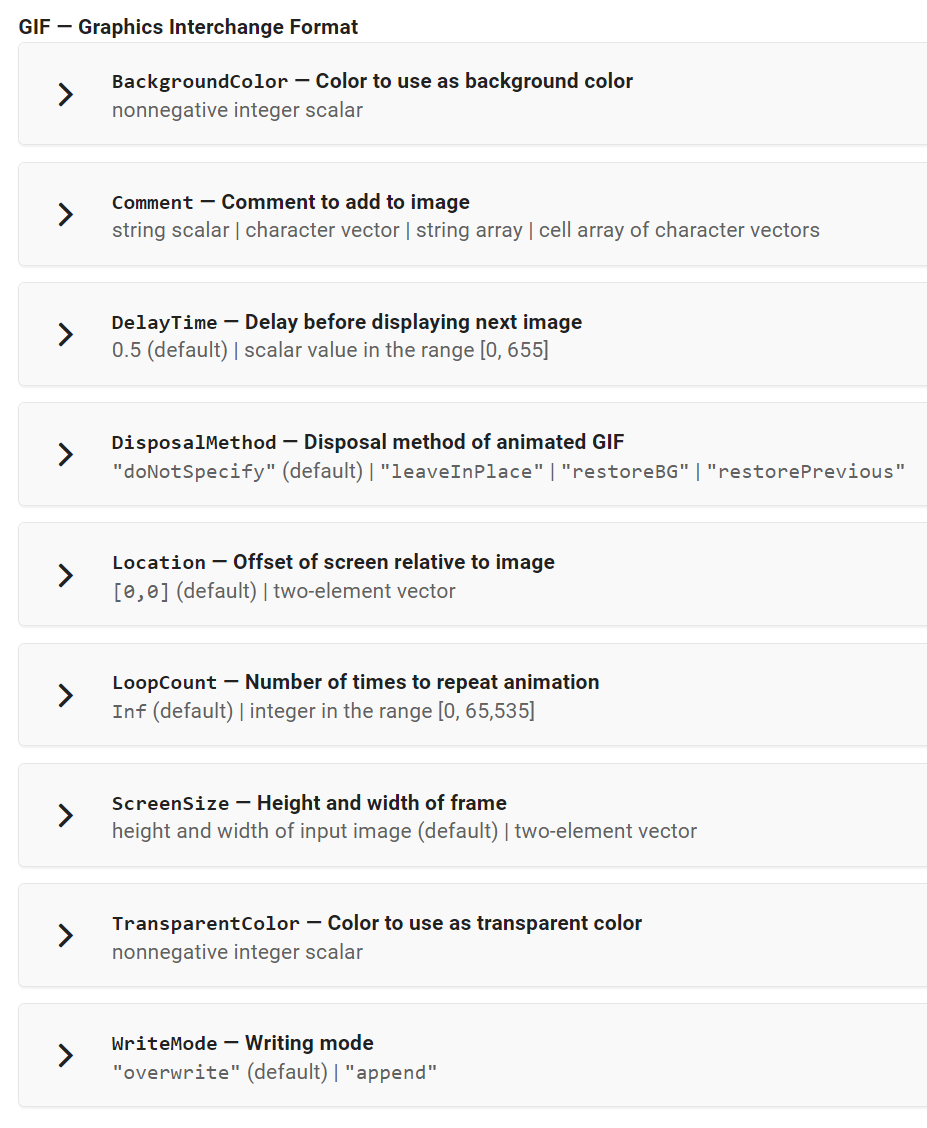 GIF — Graphics Interchange Format
BackgroundColor — Color to use as background color
nonnegative integer scalar
Comment — Comment to add to image
string scalar | character vector | string array | cell array of character vectors
DelayTime — Delay before displaying next image
0.5 (default) | scalar value in the range [0, 655]
DisposalMethod — Disposal method of animated GIF
"doNotSpecify" (default) | "leaveInPlace" | "restoreBG" | "restorePrevious"
Location — Offset of screen relative to image
[0,0] (default) | two-element vector
LoopCount — Number of times to repeat animation
Inf (default) | integer in the range [0, 65,535]
ScreenSize — Height and width of frame
height and width of input image (default) | two-element vector
TransparentColor — Color to use as transparent color
nonnegative integer scalar
WriteMode — Writing mode
"overwrite" (default) | "append"